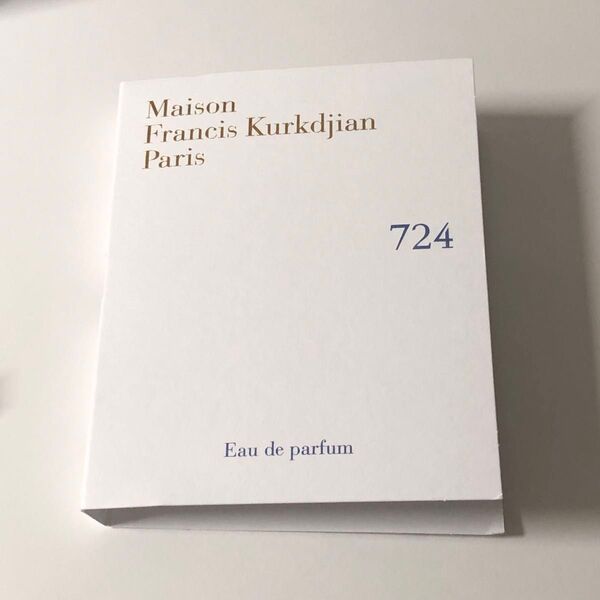 Maison
Francis Kurkdjian
Paris
724
Eau de parfum